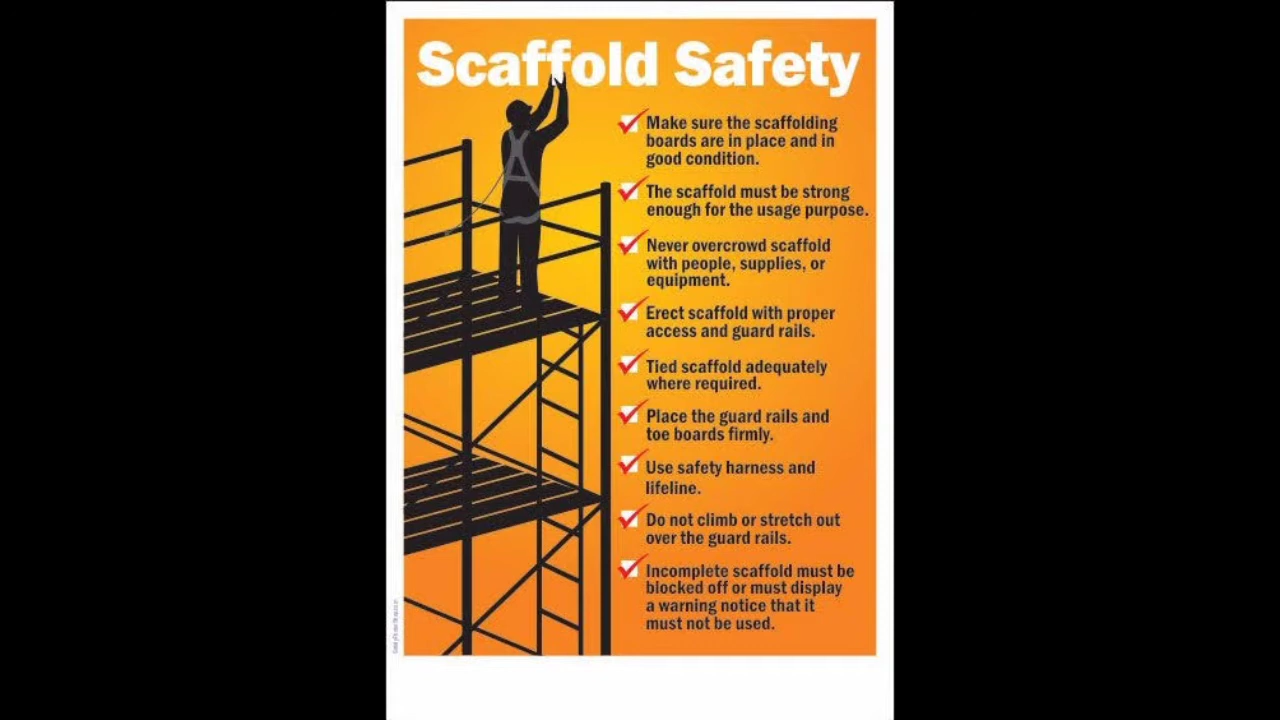 Scaffold Safety
Make sure the scaffolding
boards are in place and in
good condition.
The scaffold must be strong
enough for the usage purpose.
Never overcrowd scaffold
with people, supplies, or
equipment.
Erect scaffold with proper
access and guard rails.
Tied scaffold adequately
where required.
Place the guard rails and
toe boards firmly.
Use safety harness and
lifeline.
Do not climb or stretch out
over the guard rails.
Incomplete scaffold must be
blocked off or must display
a warning notice that it
must not be used.